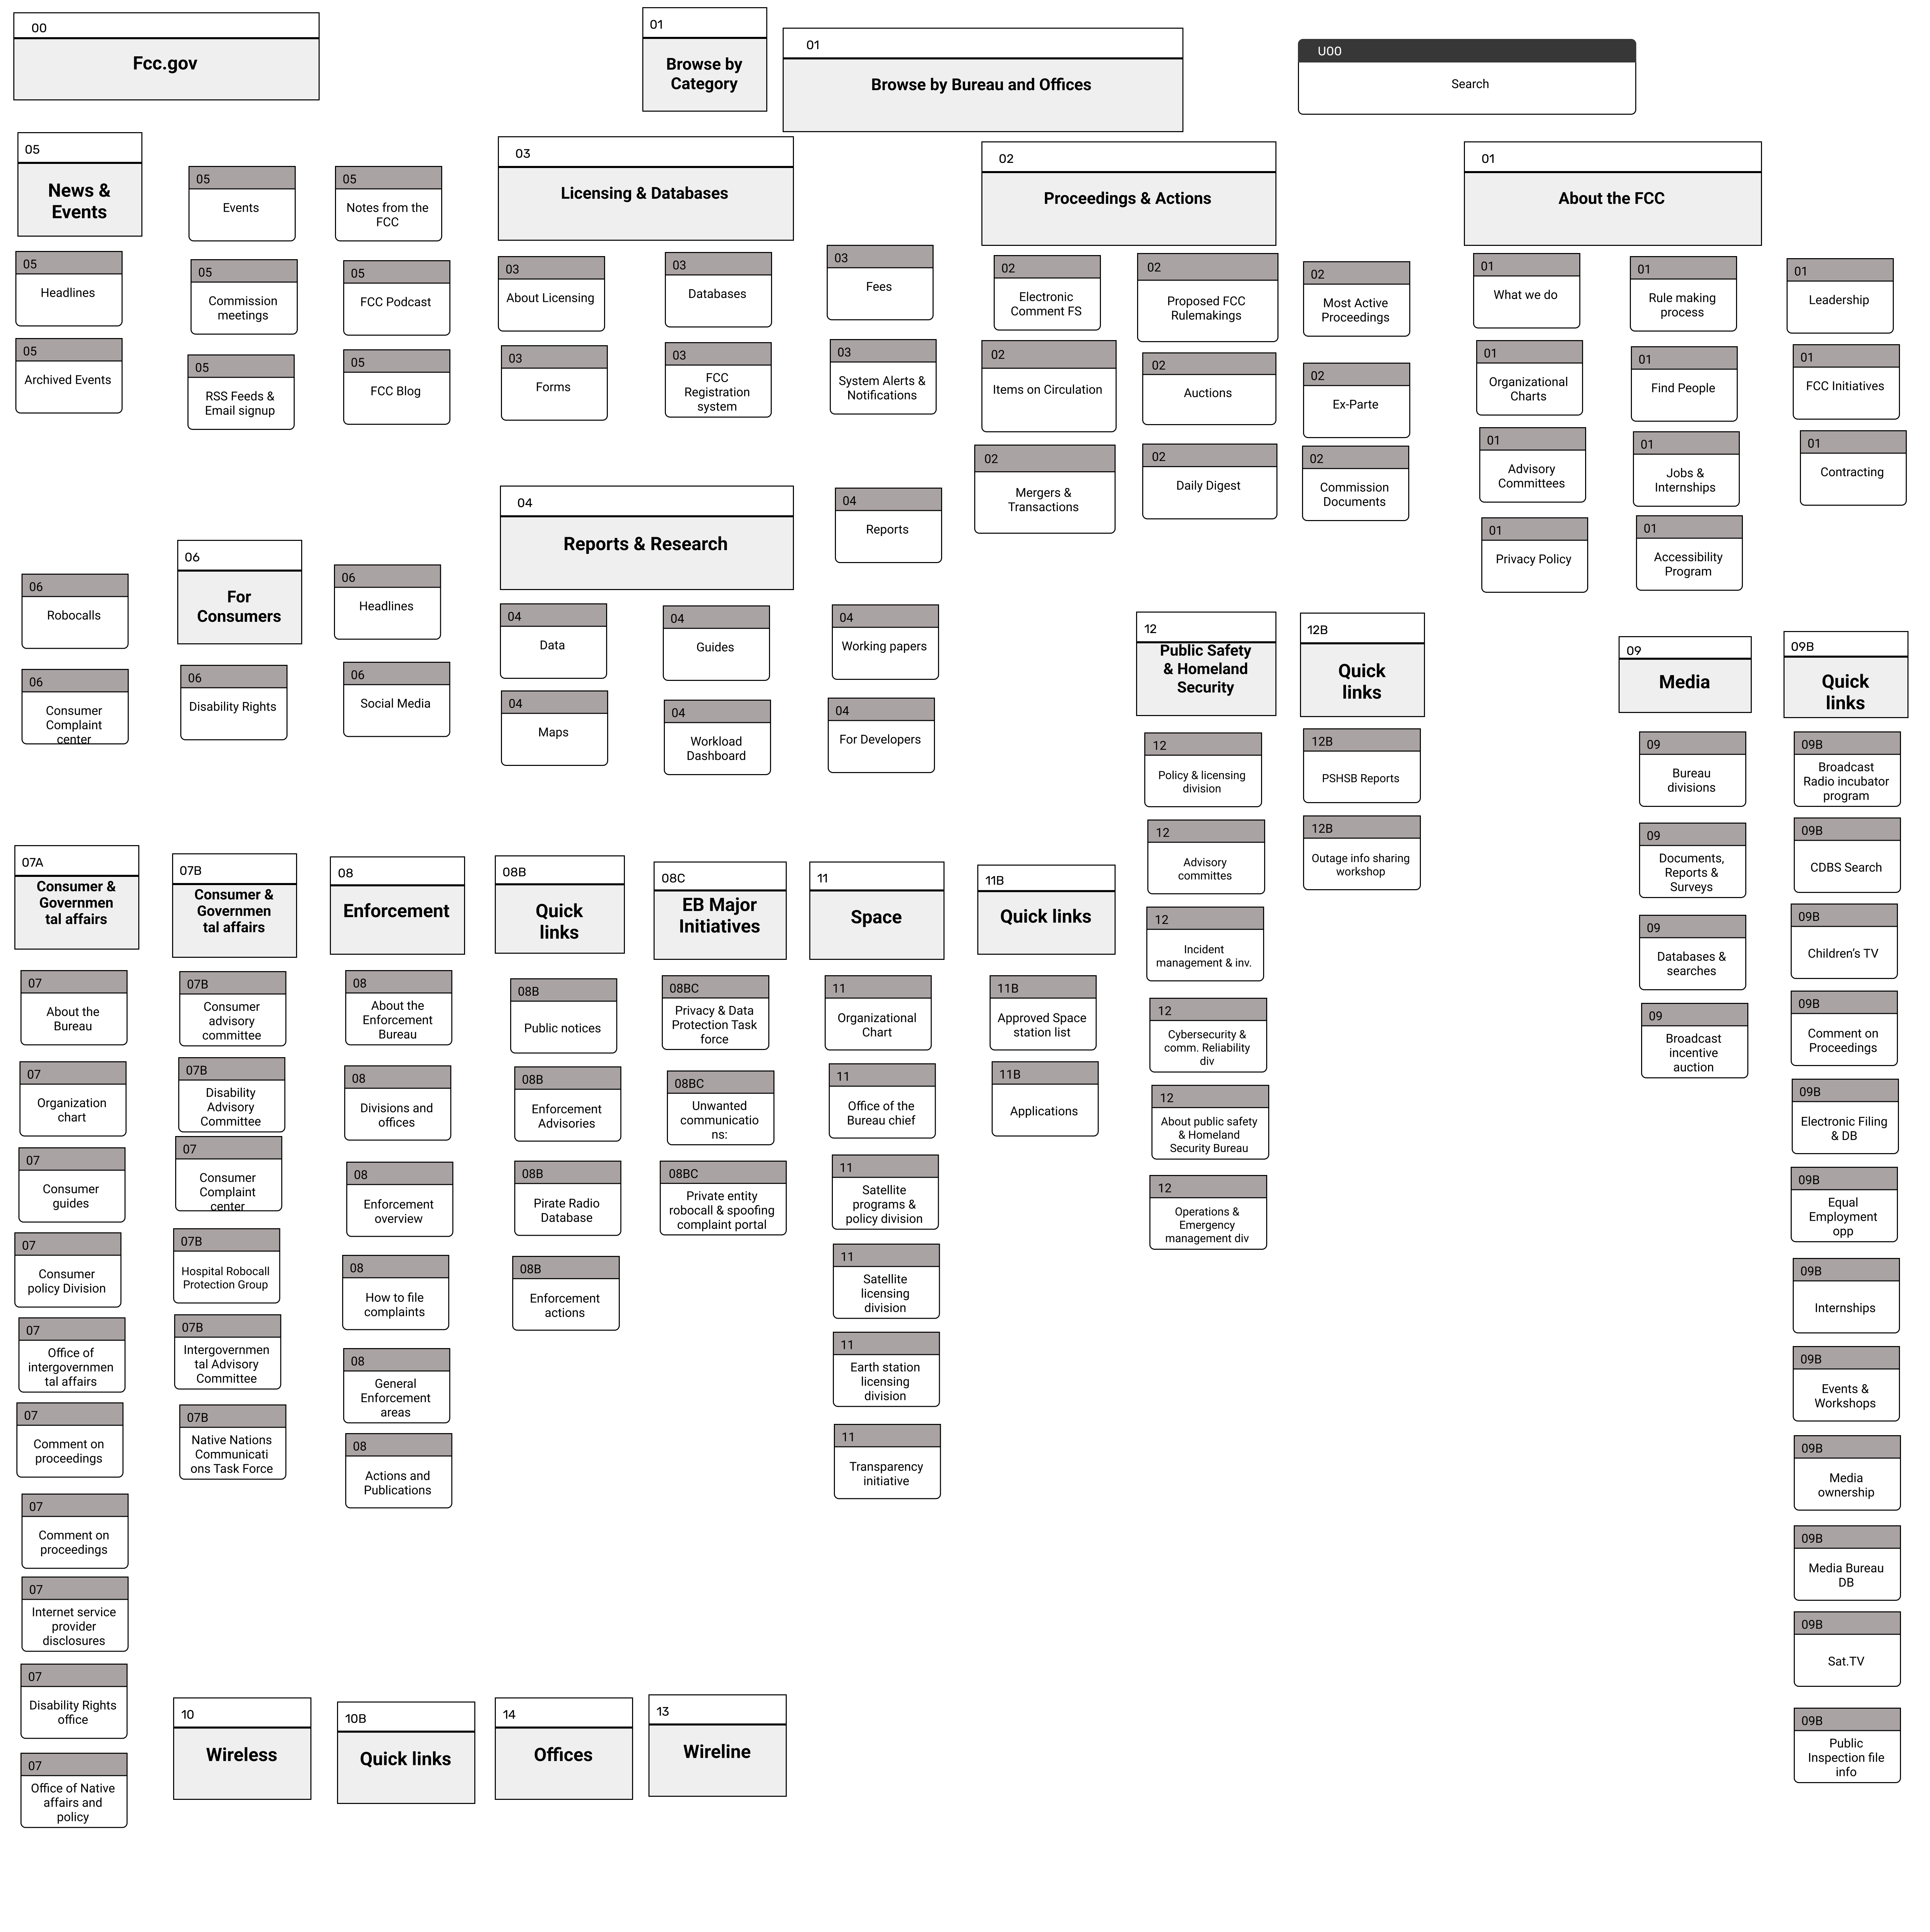 00
Fcc.gov
01
Browse by
Category
01
Browse by Bureau and Offices
U00
Search
05
News &
Events
05
Events
05
Notes from the
FCC
05
Headlines
05
Commission
meetings
05
FCC Podcast
05
Archived Events
05
RSS Feeds &
Email signup
05
FCC Blog
03
Licensing & Databases
03
About Licensing
03
Databases
03
Fees
03
Forms
03
FCC
Registration
system
03
System Alerts &
Notifications
02
Proceedings & Actions
02
Electronic
Comment FS
02
Proposed FCC
Rulemakings
02
Most Active
Proceedings
02
Items on Circulation
02
Auctions
02
Ex-Parte
02
Mergers &
Transactions
02
Daily Digest
02
Commission
Documents
01
About the FCC
01
What we do
01
Rule making
process
01
Leadership
01
Organizational
Charts
01
Find People
01
FCC Initiatives
01
Advisory
Committees
01
Jobs &
Internships
01
Contracting
01
Privacy Policy
01
Accessibility
Program
06
Robocalls
06
For
Consumers
06
Headlines
06
Consumer
Complaint
center
06
Disability Rights
06
Social Media
04
Reports & Research
04
Reports
04
Data
04
Guides
04
Working papers
04
Maps
04
Workload
Dashboard
04
For Developers
12
Public Safety
& Homeland
Security
12
Policy & licensing
division
12
Advisory
committes
12
Incident
management & inv.
12
Cybersecurity &
comm. Reliability
div
12
About public safety
& Homeland
Security Bureau
12
Operations &
Emergency
management div
12B
Quick
links
12B
PSHSB Reports
12B
Outage info sharing
workshop
09
Media
09
Bureau
divisions
09
Documents,
Reports &
Surveys
09
Databases &
searches
09
Broadcast
incentive
auction
09B
Quick
links
09B
Broadcast
Radio incubator
program
09B
CDBS Search
09B
Children's TV
09B
Comment on
Proceedings
09B
Electronic Filing
& DB
09B
Equal
Employment
opp
09B
Internships
09B
Events &
Workshops
09B
Media
ownership
09B
Media Bureau
DB
09B
Sat.TV
09B
Public
Inspection file
info
07A
Consumer &
Governmen
tal affairs
07
About the
Bureau
07
Organization
chart
07
Consumer
guides
07
Consumer
policy Division
07
Office of
intergovernmen
tal affairs
07
Comment on
proceedings
07
Comment on
proceedings
07
Internet service
provider
disclosures
07
Disability Rights
office
07
Office of Native
affairs and
policy
07B
Consumer &
Governmen
tal affairs
07B
Consumer
advisory
committee
07B
Disability
Advisory
Committee
07
Consumer
Complaint
center
07B
Hospital Robocall
Protection Group
07B
Intergovernmen
tal Advisory
Committee
07B
Native Nations
Communicati
ons Task Force
08
Enforcement
08
About the
Enforcement
Bureau
08
Divisions and
offices
08
Enforcement
overview
08
How to file
complaints
08
General
Enforcement
areas
08
Actions and
Publications
08B
Quick
links
08B
Public notices
08B
Enforcement
Advisories
08B
Pirate Radio
Database
08B
Enforcement
actions
08C
EB Major
Initiatives
08BC
Privacy & Data
Protection Task
force
08BC
Unwanted
communicatio
ns:
08BC
Private entity
robocall & spoofing
complaint portal
11
Space
11
Organizational
Chart
11
Office of the
Bureau chief
11
Satellite
programs &
policy division
11
Satellite
licensing
division
11
Earth station
licensing
division
11
Transparency
initiative
11B
Quick links
11B
Approved Space
station list
11B
Applications
10
Wireless
10B
Quick links
14
Offices
13
Wireline